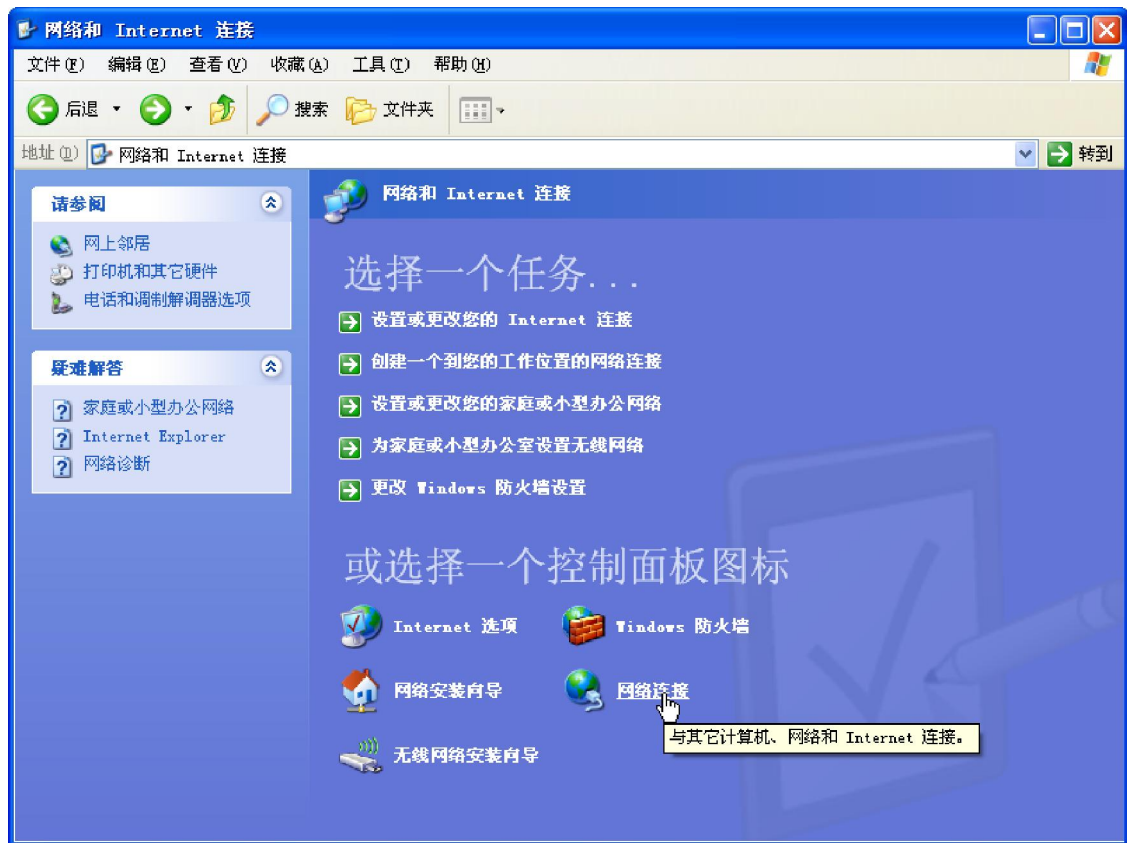 网络和 Internet 连接
文件(F) 编辑(E) 查看(V) 收藏(A) 工具(T) 帮助(H)
后退 搜索 文件夹
地址(D) 网络和 Internet 连接 转到
请参阅
网上邻居
打印机和其它硬件
电话和调制解调器选项
疑难解答
家庭或小型办公网络
Internet Explorer
网络诊断
网络和 Internet 连接
选择一个任务...
设置或更改您的 Internet 连接
创建一个到您的工作位置的网络连接
设置或更改您的家庭或小型办公网络
为家庭或小型办公室设置无线网络
更改 Windows 防火墙设置
或选择一个控制面板图标
Internet 选项 Windows 防火墙
网络安装向导 网络连接
与其它计算机、网络和 Internet 连接。
无线网络安装向导